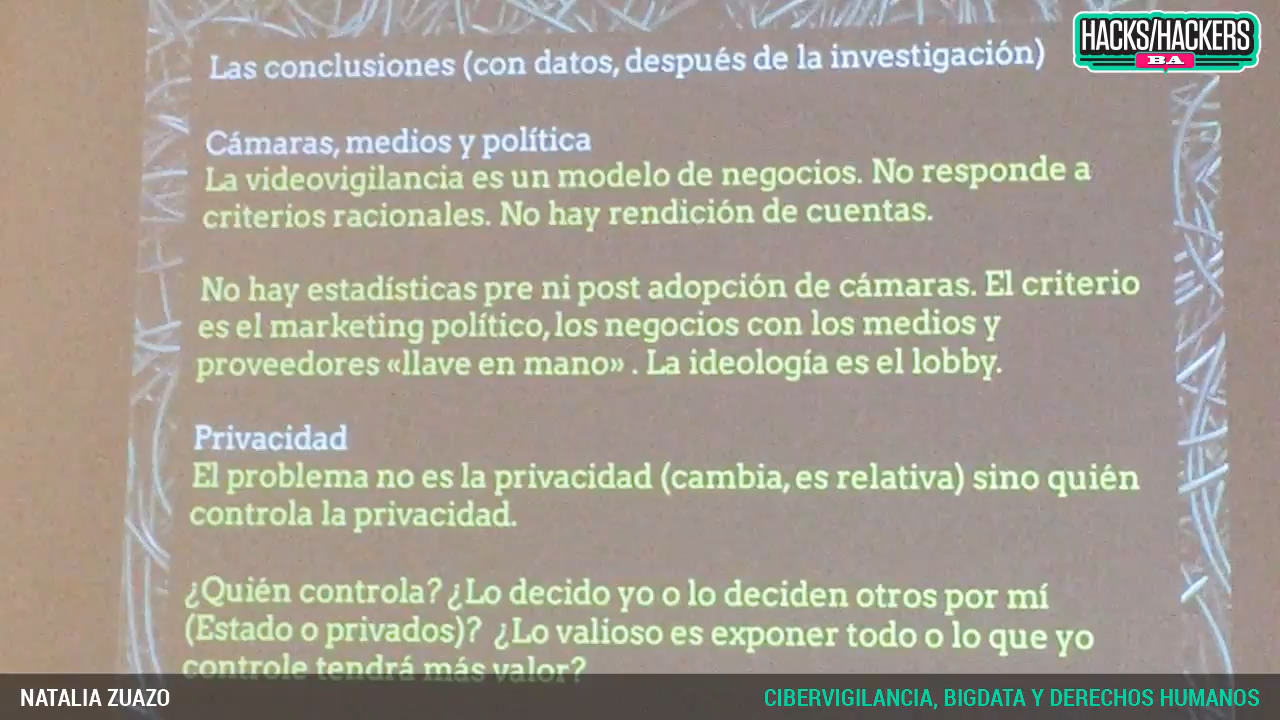 HACKS/HACKERS
BA
Las conclusiones (con datos, después de la investigación)
Cámaras, medios y política
La videovigilancia es un modelo de negocios. No responde a
criterios racionales. No hay rendición de cuentas.
No hay estadísticas pre ni post adopción de cámaras. El criterio
es el marketing político, los negocios con los medios y
proveedores «llave en mano» . La ideología es el lobby.
Privacidad
El problema no es la privacidad (cambia, es relativa) sino quién
controla la privacidad.
¿Quién controla? ¿Lo decido yo o lo deciden otros por mí
(Estado o privados)? ¿Lo valioso es exponer todo o lo que yo
controle tendrá más valor?
NATALIA ZUAZO
CIBERVIGILANCIA, BIGDATA Y DERECHOS HUMANOS